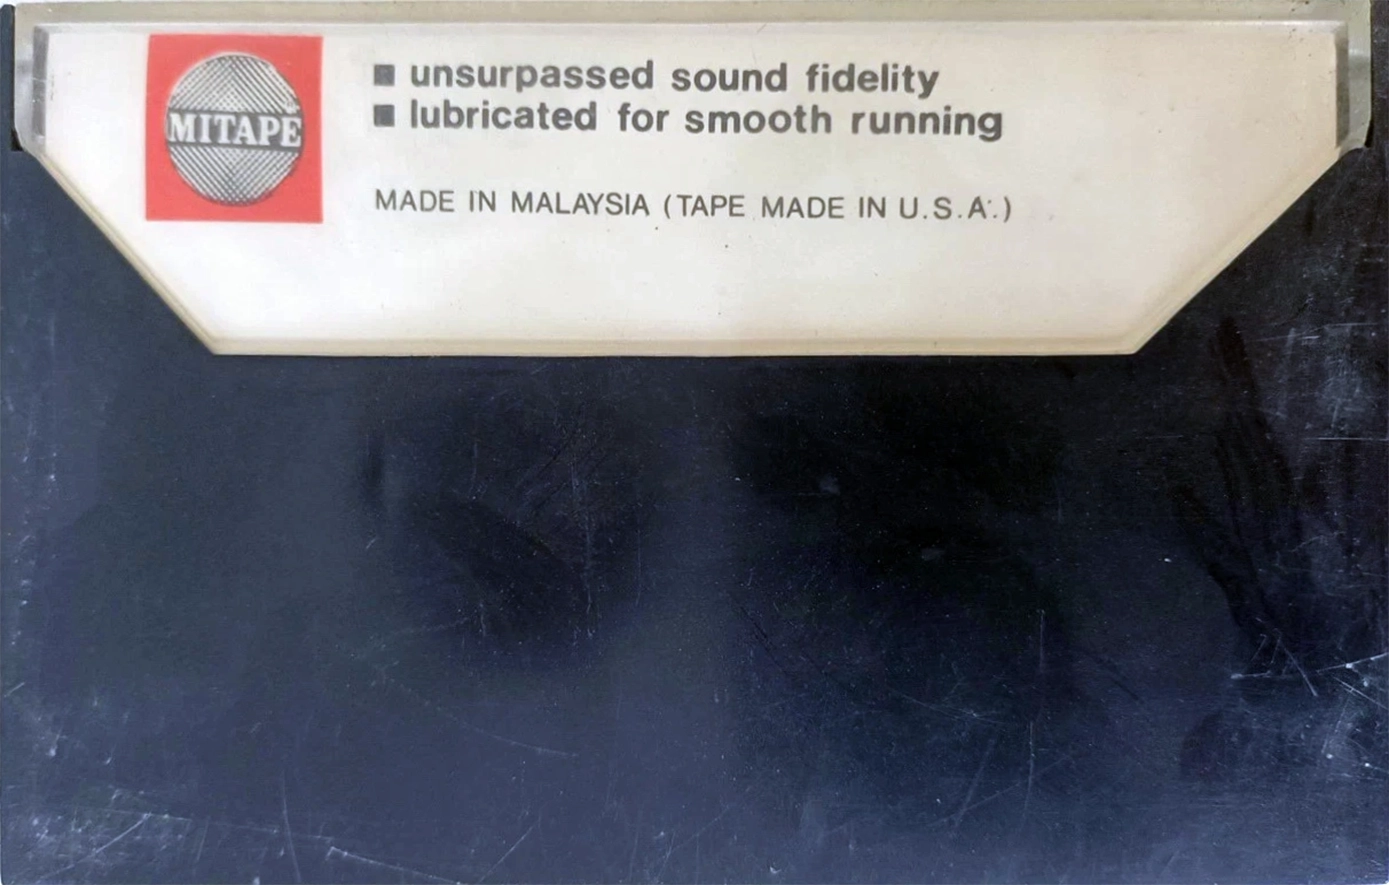 MITAPE
■ unsurpassed sound fidelity
■ lubricated for smooth running
MADE IN MALAYSIA (TAPE MADE IN U.S.A.)